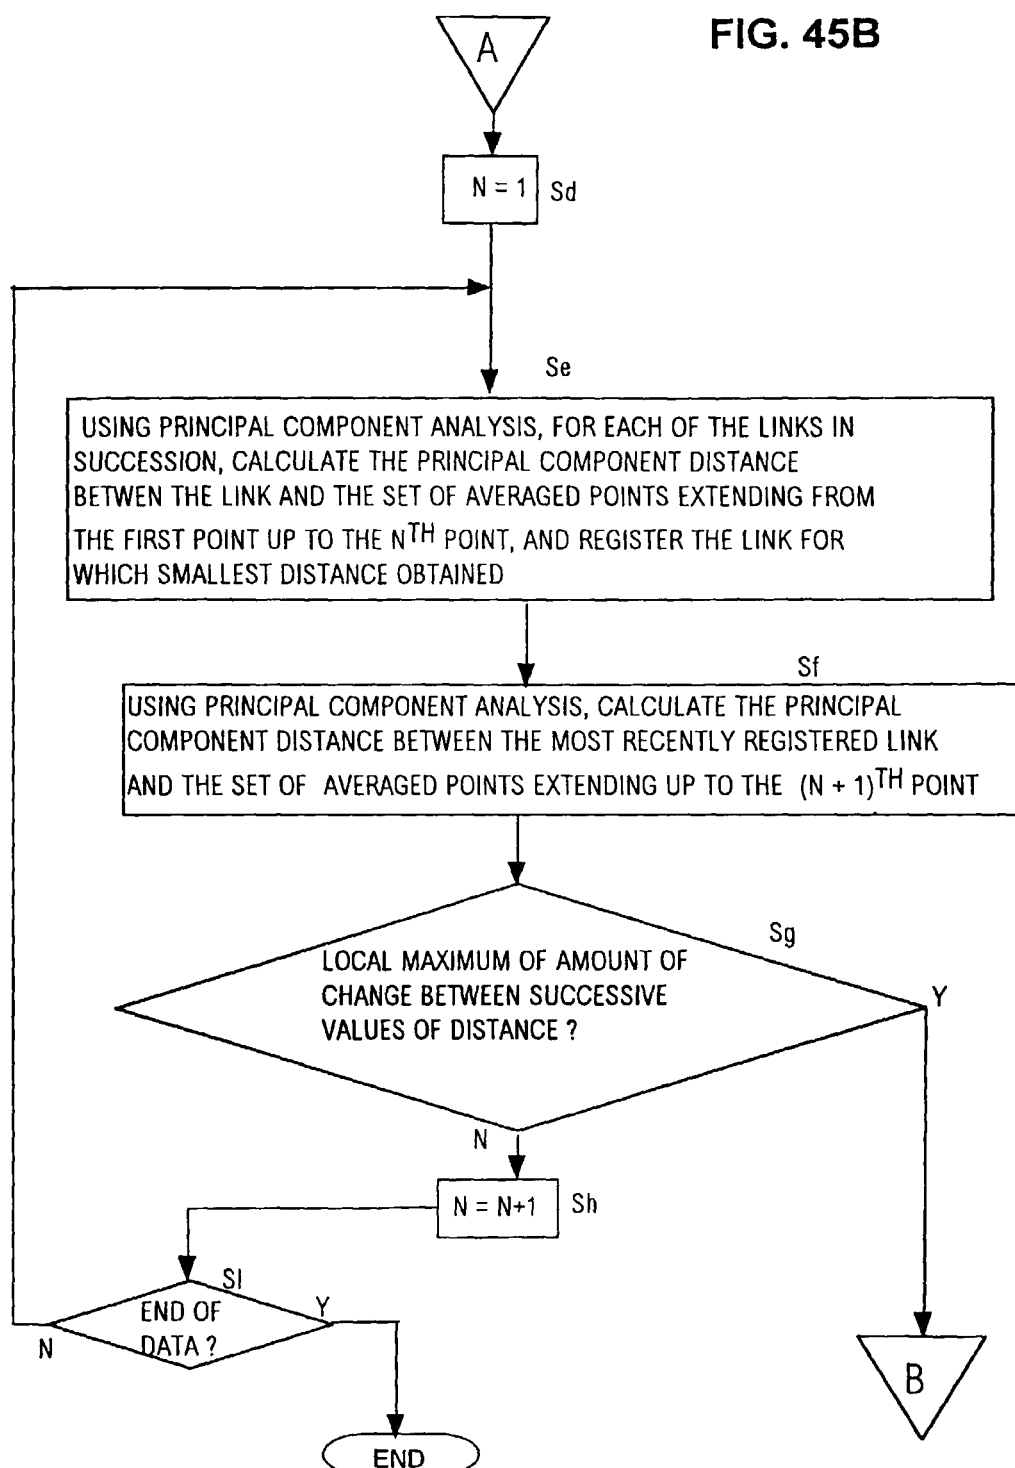 FIG. 45B
A
N = 1
Sd
Se
USING PRINCIPAL COMPONENT ANALYSIS, FOR EACH OF THE LINKS IN
SUCCESSION, CALCULATE THE PRINCIPAL COMPONENT DISTANCE
BETWEN THE LINK AND THE SET OF AVERAGED POINTS EXTENDING FROM
THE FIRST POINT UP TO THE NTH POINT, AND REGISTER THE LINK FOR
WHICH SMALLEST DISTANCE OBTAINED
Sf
USING PRINCIPAL COMPONENT ANALYSIS, CALCULATE THE PRINCIPAL
COMPONENT DISTANCE BETWEEN THE MOST RECENTLY REGISTERED LINK
AND THE SET OF AVERAGED POINTS EXTENDING UP TO THE (N + 1)TH POINT
Sg
LOCAL MAXIMUM OF AMOUNT OF
CHANGE BETWEEN SUCCESSIVE
VALUES OF DISTANCE ?
Y
N
N = N+1
Sh
SI
END OF
DATA ?
Y
N
B
END